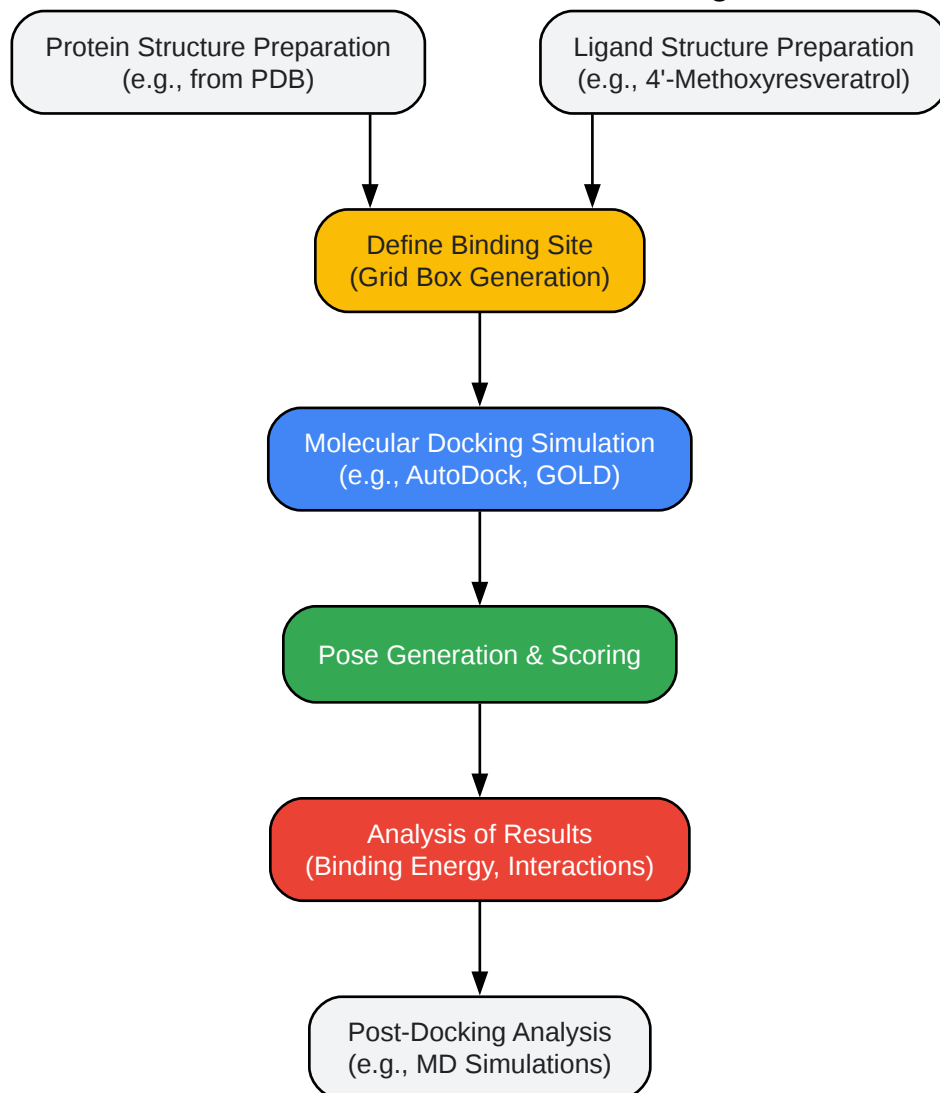 Protein Structure Preparation
(e.g., from PDB)
Ligand Structure Preparation
(e.g., 4'-Methoxyresveratrol)
Define Binding Site
(Grid Box Generation)
Molecular Docking Simulation
(e.g., AutoDock, GOLD)
Pose Generation & Scoring
Analysis of Results
(Binding Energy, Interactions)
Post-Docking Analysis
(e.g., MD Simulations)